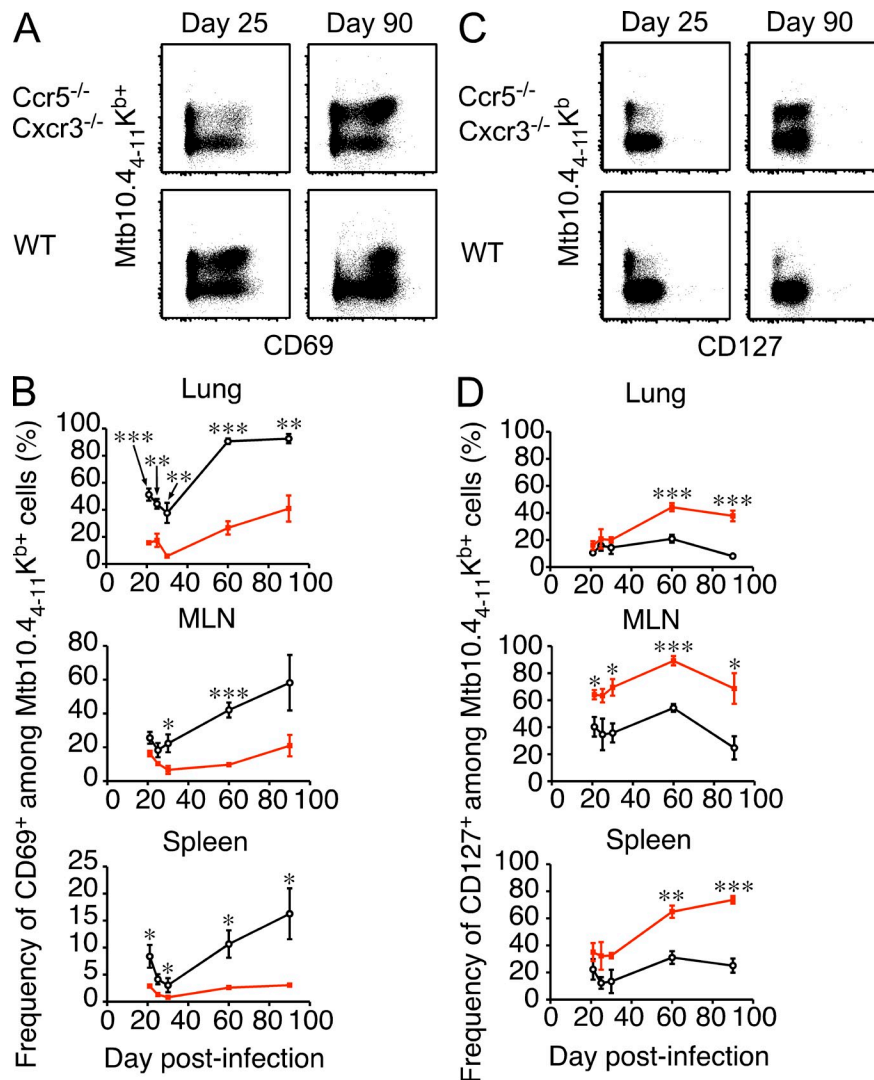 A Day 25 Day 90
Ccr5-/-
Cxcr3-/-
WT
Mtb10.44-11Kb+
CD69
C Day 25 Day 90
Ccr5-/-
Cxcr3-/-
WT
Mtb10.44-11Kb
CD127
B
Frequency of CD69+ among Mtb10.44-11Kb+ cells (%)
Lung
100
80
60
40
20
0
*** ** ** *** **
0 20 40 60 80 100
MLN
80
60
40
20
0
* ***
0 20 40 60 80 100
Spleen
25
20
15
10
5
0
* * * *
0 20 40 60 80 100
Day post-infection
D
Frequency of CD127+ among Mtb10.44-11Kb+ cells (%)
Lung
100
80
60
40
20
0
*** ***
0 20 40 60 80 100
MLN
100
80
60
40
20
0
* * *** *
0 20 40 60 80 100
Spleen
100
80
60
40
20
0
** ***
0 20 40 60 80 100
Day post-infection